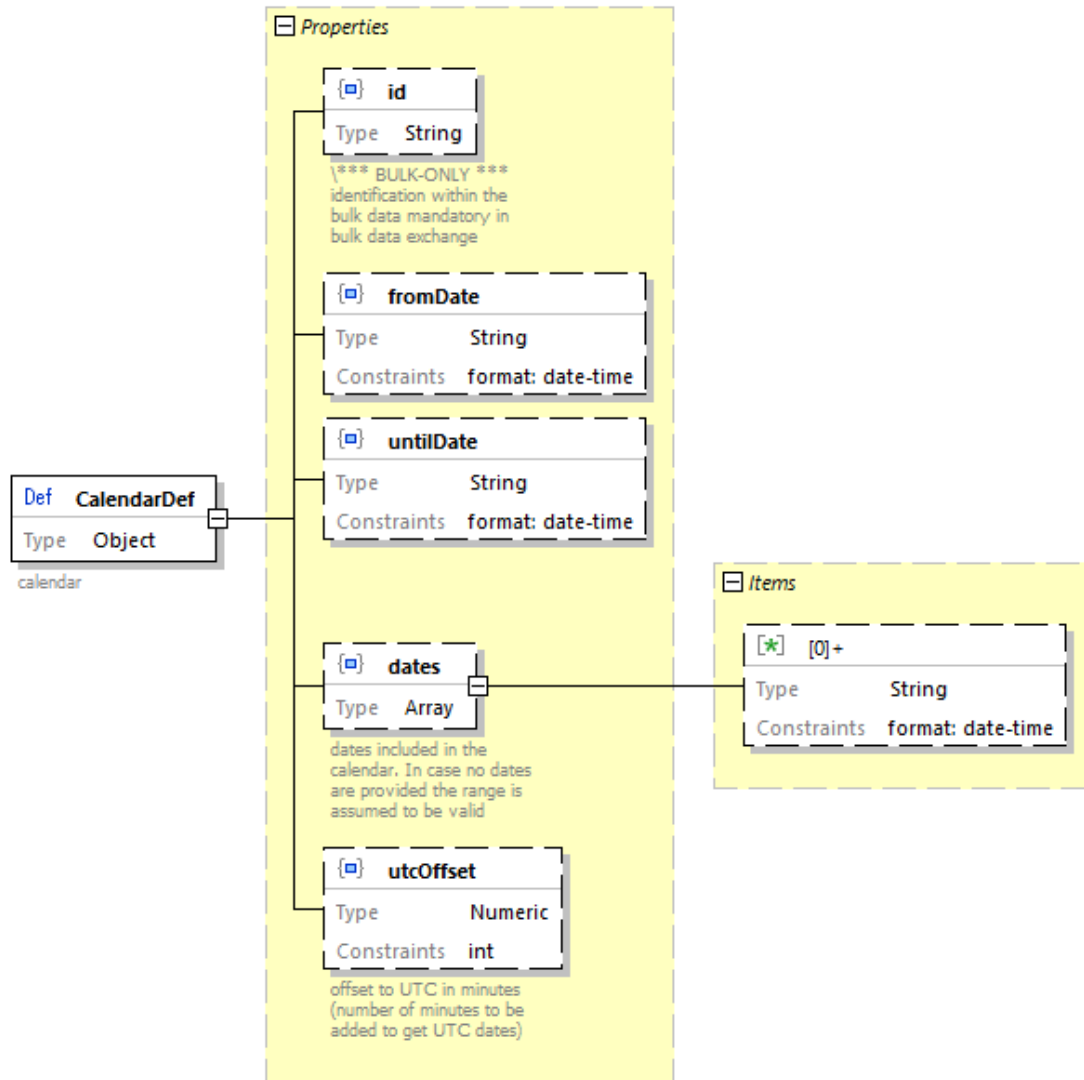 Properties
id
Type String
\*** BULK-ONLY ***
identification within the
bulk data mandatory in
bulk data exchange
fromDate
Type String
Constraints format: date-time
untilDate
Type String
Constraints format: date-time
Def CalendarDef
Type Object
calendar
Items
[0]+
Type String
Constraints format: date-time
dates
Type Array
dates included in the
calendar. In case no dates
are provided the range is
assumed to be valid
utcOffset
Type Numeric
Constraints int
offset to UTC in minutes
(number of minutes to be
added to get UTC dates)